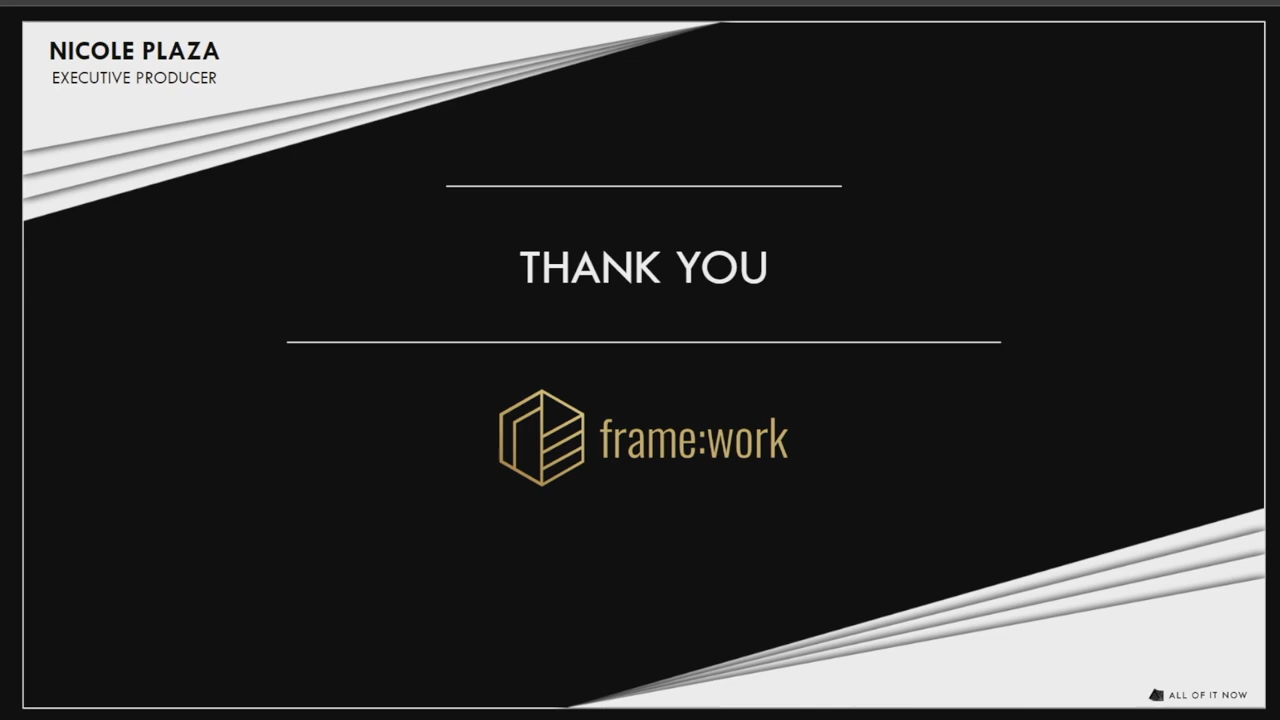 NICOLE PLAZA
EXECUTIVE PRODUCER
THANK YOU
frame:work
ALL OF IT NOW